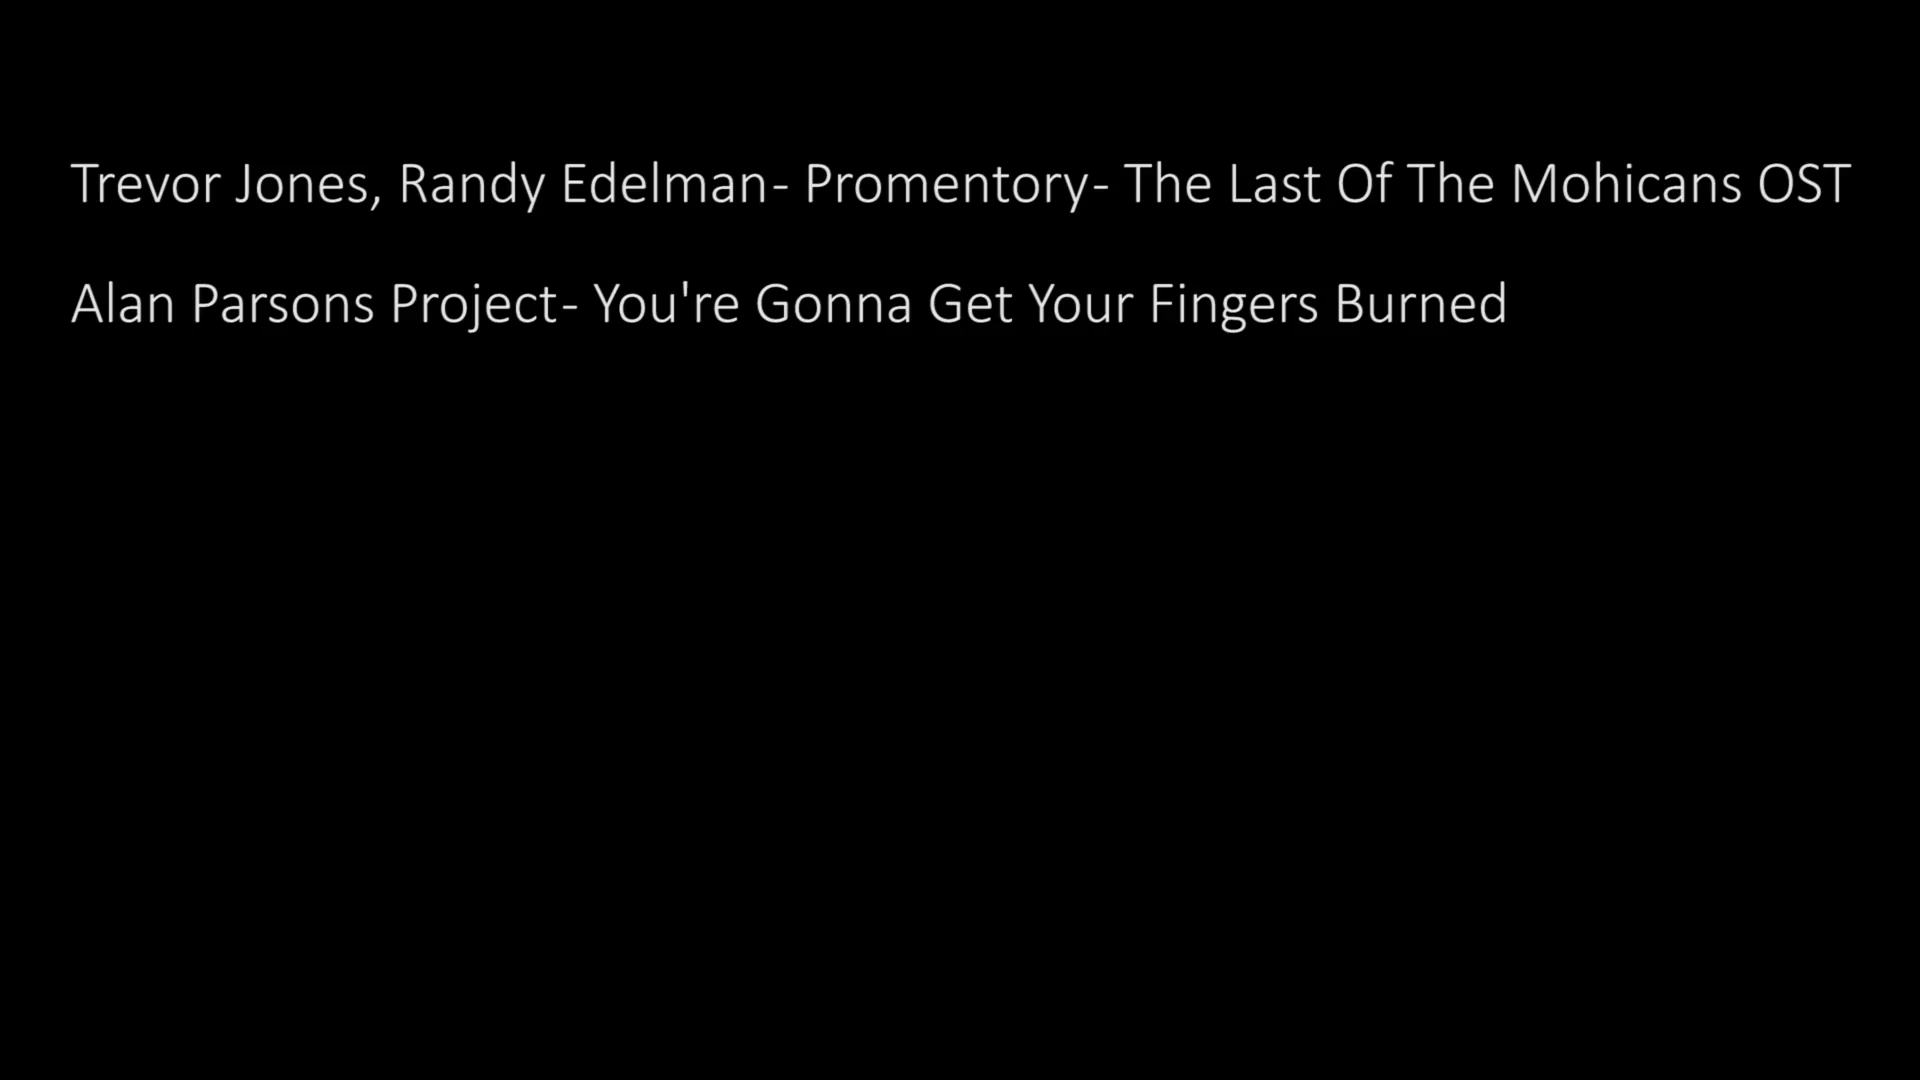 Trevor Jones, Randy Edelman- Promentory- The Last Of The Mohicans OST
Alan Parsons Project- You're Gonna Get Your Fingers Burned